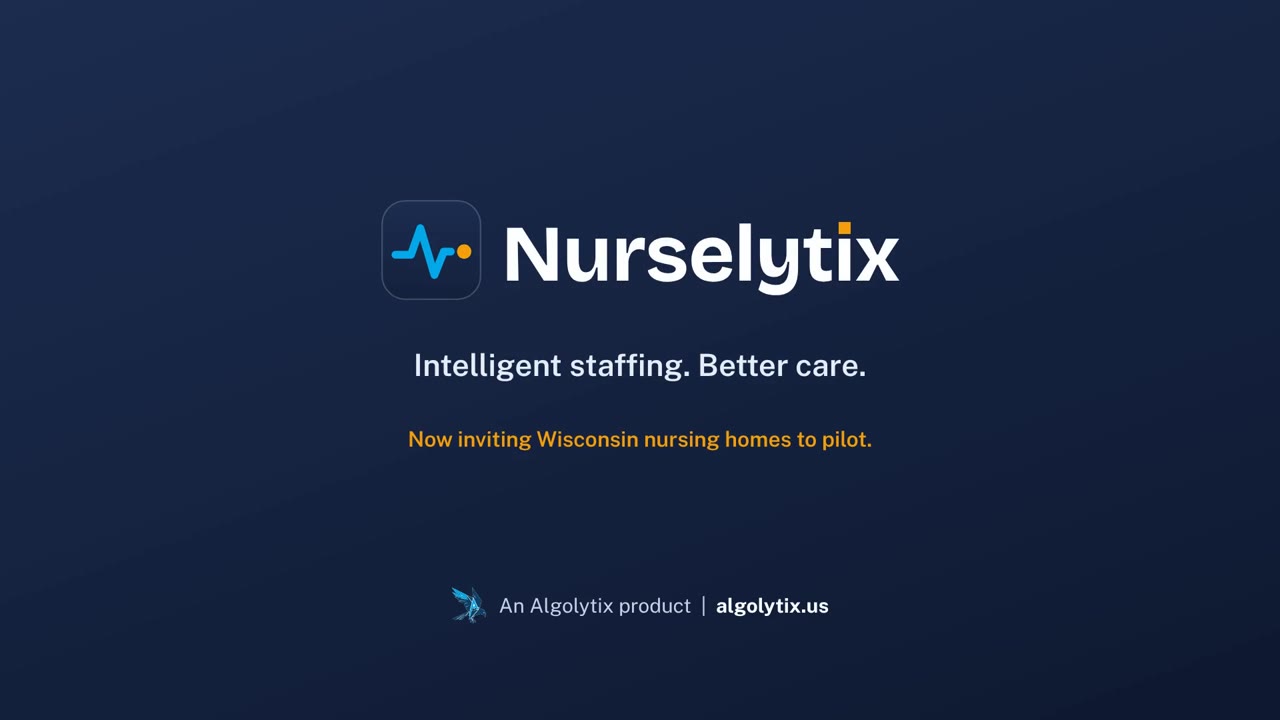 Nurselytix
Intelligent staffing. Better care.
Now inviting Wisconsin nursing homes to pilot.
An Algolytix product | algolytix.us